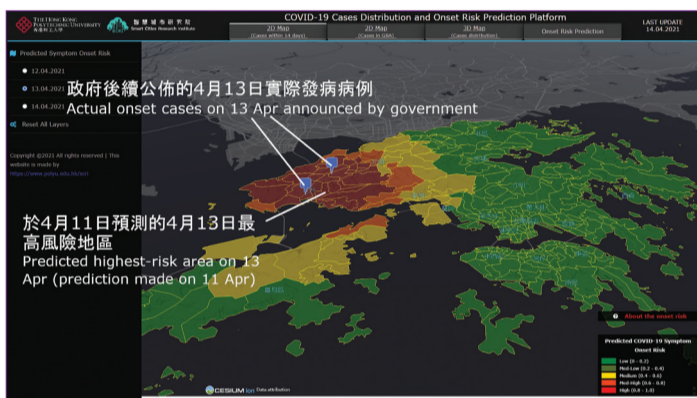 THE HONG KONG
POLYTECHNIC UNIVERSITY
香港理工大學
智慧城市研究院
Smart Cities Research Institute
COVID-19 Cases Distribution and Onset Risk Prediction Platform
2D Map
(Cases within 14 days)
2D Map
(Cases in GBA)
3D Map
(Cases distribution)
Onset Risk Prediction
LAST UPDATE
14.04.2021
Predicted Symptom Onset Risk
12.04.2021
13.04.2021
14.04.2021
Reset All Layers
Copyright ©2021 All rights reserved | This
website is made by
政府後續公佈的4月13日實際發病病例
Actual onset cases on 13 Apr announced by government
於4月11日預測的4月13日最
高風險地區
Predicted highest-risk area on 13
Apr (prediction made on 11 Apr)
CESIUM ion Data attribution
About the onset risk
Predicted COVID-19 Symptom
Onset Risk
Low (0 - 0.2)
Med-Low (0.2 - 0.4)
Medium (0.4 - 0.6)
Med-High (0.6 - 0.8)
High (0.8 - 1.0)